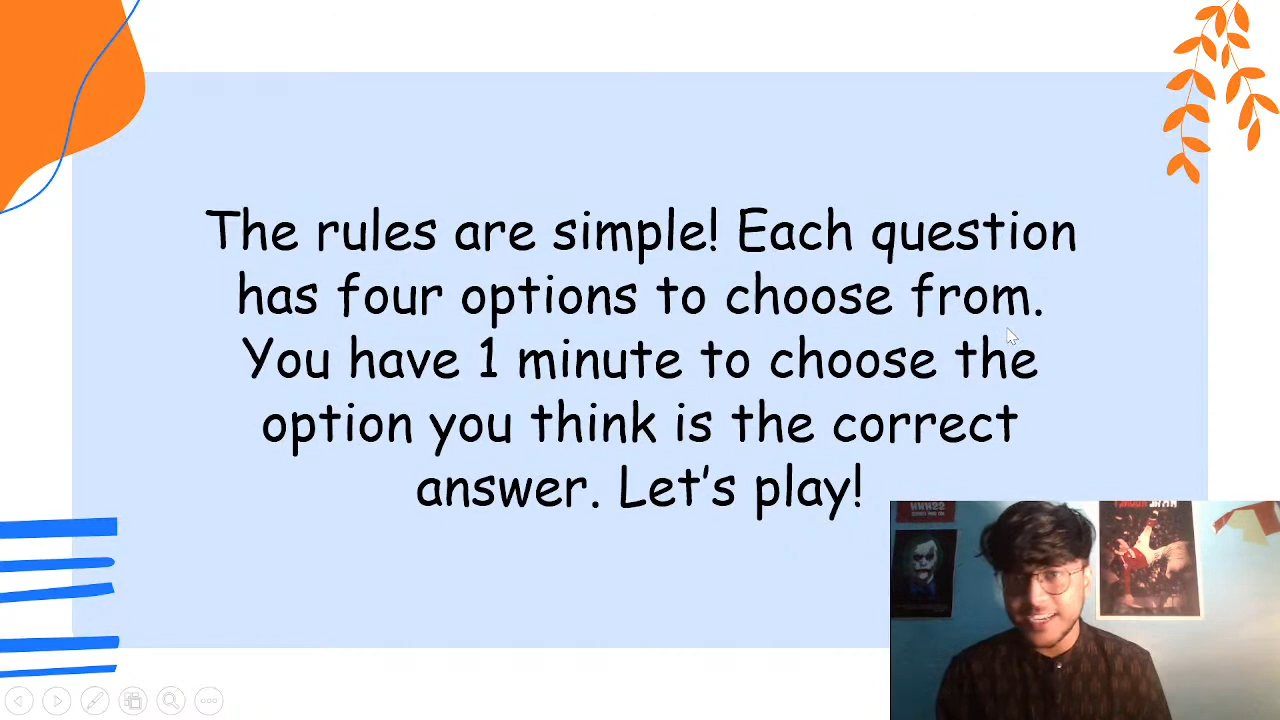 The rules are simple! Each question
has four options to choose from.
You have 1 minute to choose the
option you think is the correct
answer. Let's play!